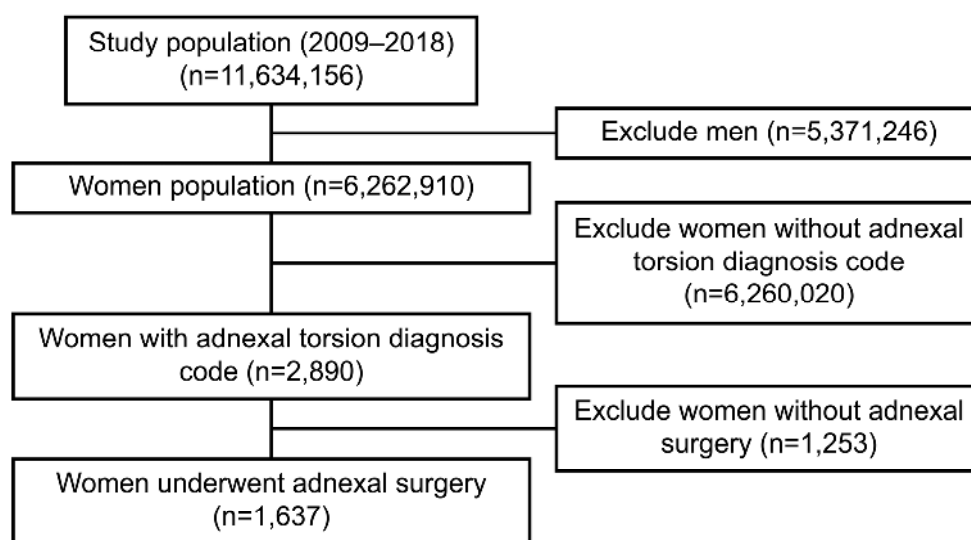 Study population (2009–2018)
(n=11,634,156)
Exclude men (n=5,371,246)
Women population (n=6,262,910)
Exclude women without adnexal
torsion diagnosis code
(n=6,260,020)
Women with adnexal torsion diagnosis
code (n=2,890)
Exclude women without adnexal
surgery (n=1,253)
Women underwent adnexal surgery
(n=1,637)